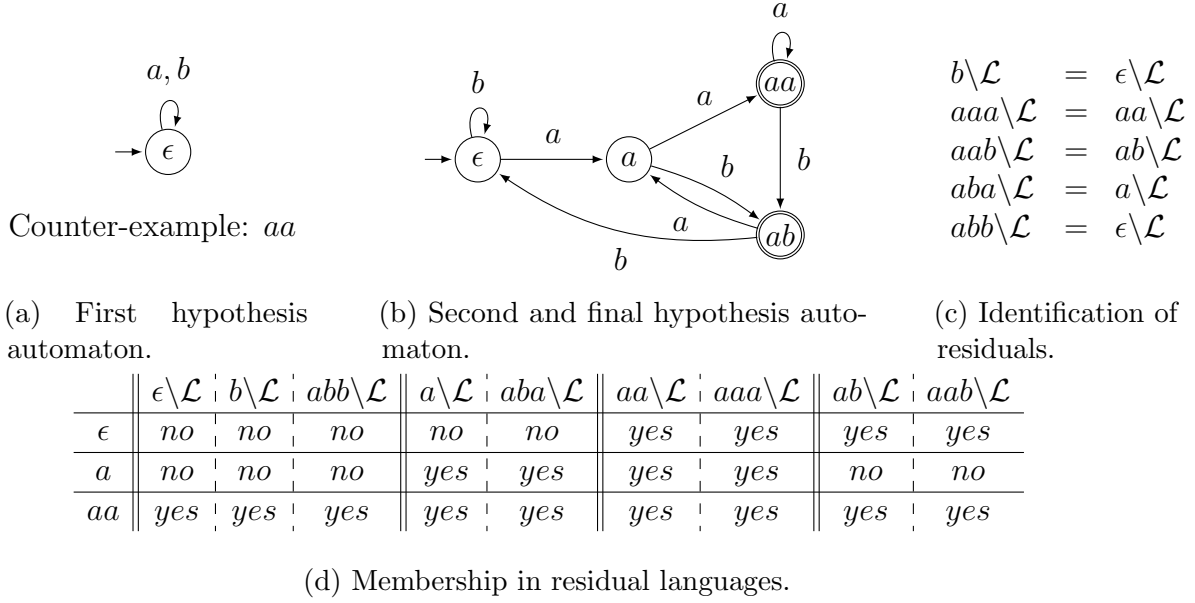 a, b
ϵ
Counter-example: aa
(a) First hypothesis
automaton.
b
ϵ
a
a
a
aa
a
b
b
a
ab
b
(b) Second and final hypothesis auto-
maton.
b\𝓛 = ϵ\𝓛
aaa\𝓛 = aa\𝓛
aab\𝓛 = ab\𝓛
aba\𝓛 = a\𝓛
abb\𝓛 = ϵ\𝓛
(c) Identification of
residuals.
ϵ\𝓛 b\𝓛 abb\𝓛 a\𝓛 aba\𝓛 aa\𝓛 aaa\𝓛 ab\𝓛 aab\𝓛
ϵ no no no no no yes yes yes yes
a no no no yes yes yes yes no no
aa yes yes yes yes yes yes yes yes yes
(d) Membership in residual languages.